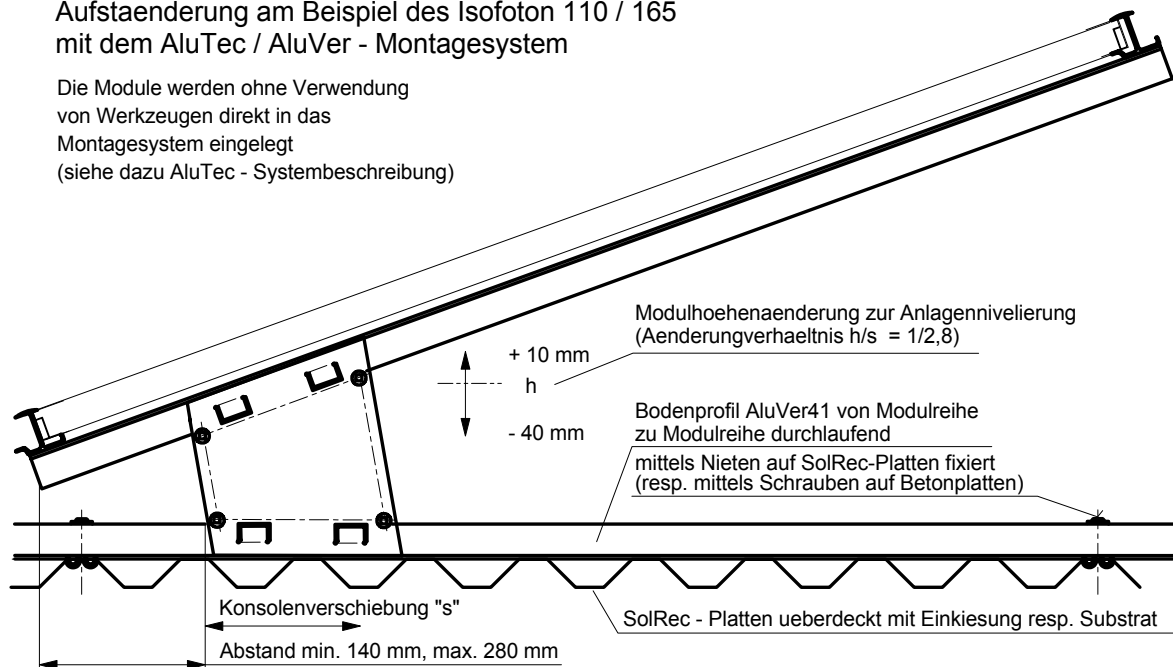 Aufstaenderung am Beispiel des Isofoton 110 / 165
mit dem AluTec / AluVer - Montagesystem
Die Module werden ohne Verwendung
von Werkzeugen direkt in das
Montagesystem eingelegt
(siehe dazu AluTec - Systembeschreibung)
Modulhoehenaenderung zur Anlagennivelierung
(Aenderungverhaeltnis h/s = 1/2,8)
+ 10 mm
h
- 40 mm
Bodenprofil AluVer41 von Modulreihe
zu Modulreihe durchlaufend
mittels Nieten auf SolRec-Platten fixiert
(resp. mittels Schrauben auf Betonplatten)
Konsolenverschiebung "s"
SolRec - Platten ueberdeckt mit Einkiesung resp. Substrat
Abstand min. 140 mm, max. 280 mm